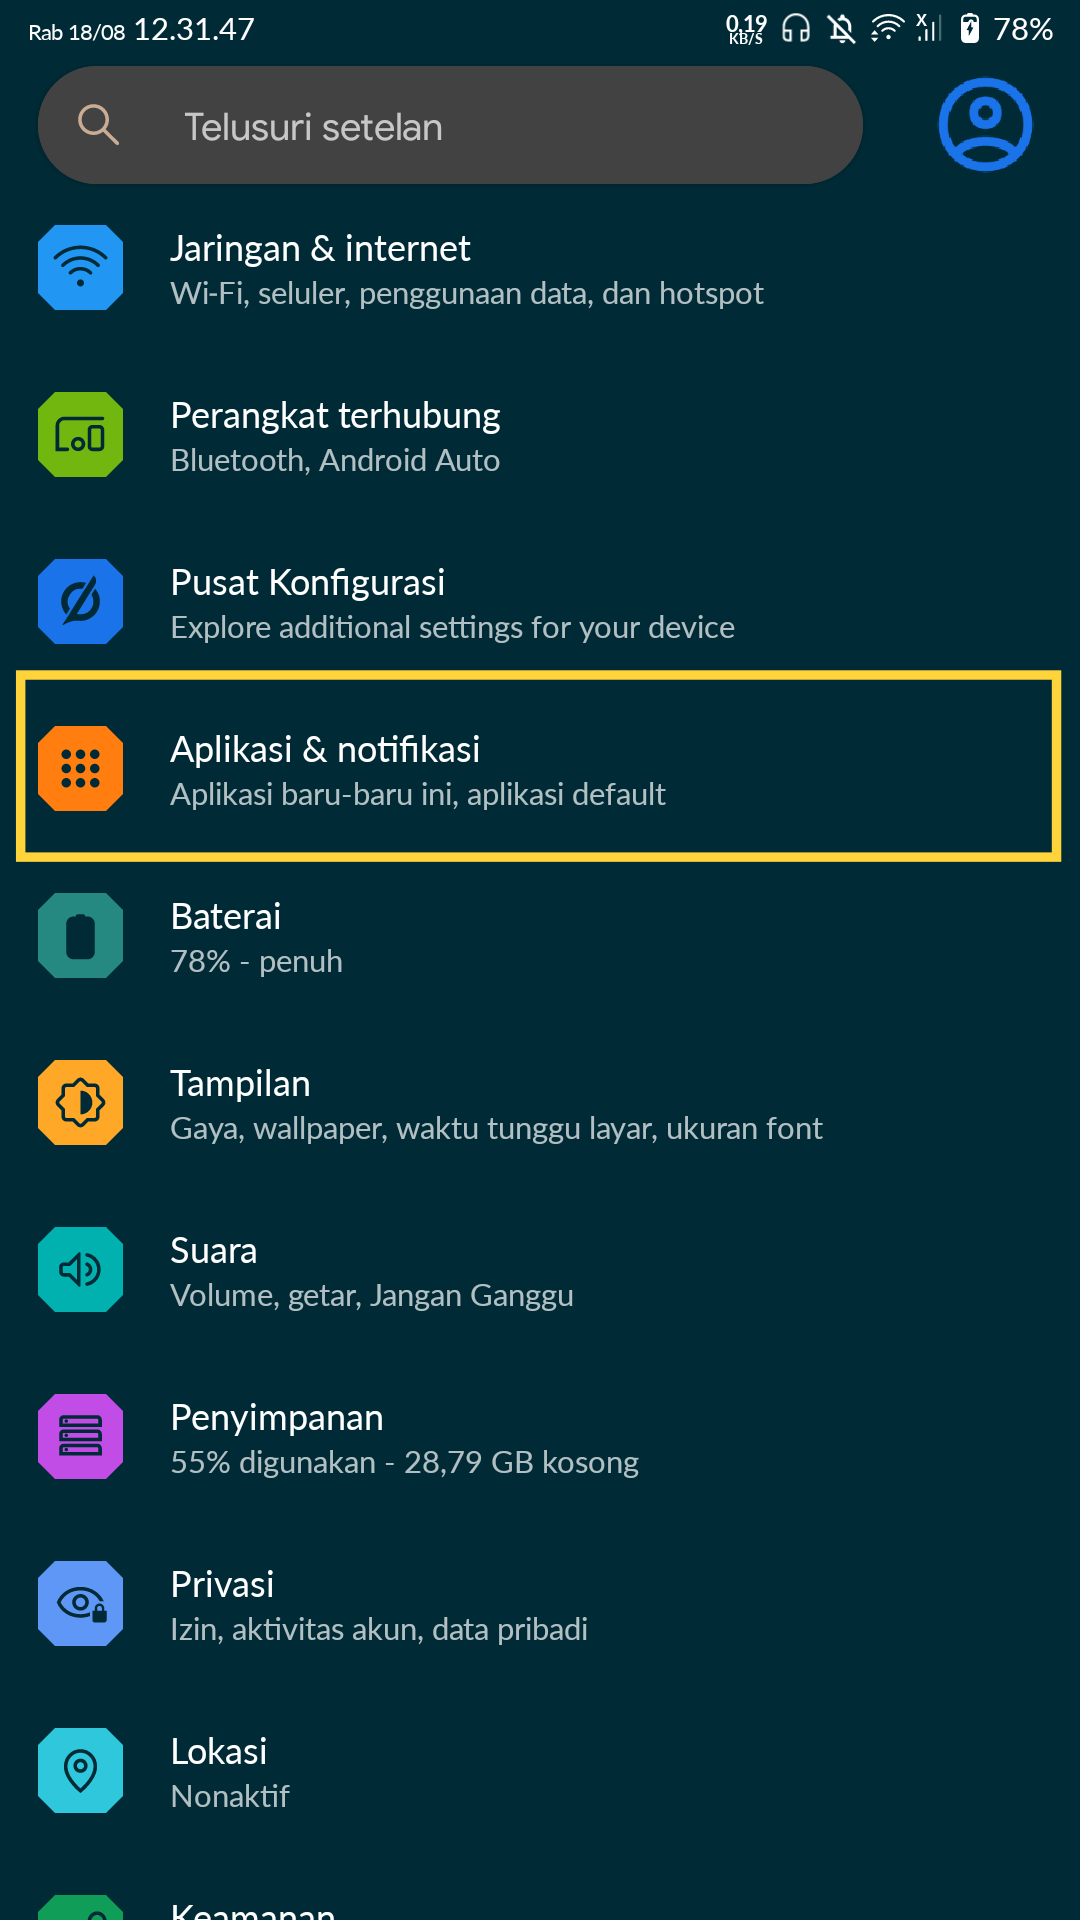 Rab 18/08 12.31.47
0,19
KB/S
X
78%
Telusuri setelan
Jaringan & internet
Wi-Fi, seluler, penggunaan data, dan hotspot
Perangkat terhubung
Bluetooth, Android Auto
Pusat Konfigurasi
Explore additional settings for your device
Aplikasi & notifikasi
Aplikasi baru-baru ini, aplikasi default
Baterai
78% - penuh
Tampilan
Gaya, wallpaper, waktu tunggu layar, ukuran font
Suara
Volume, getar, Jangan Ganggu
Penyimpanan
55% digunakan - 28,79 GB kosong
Privasi
Izin, aktivitas akun, data pribadi
Lokasi
Nonaktif
Keamanan